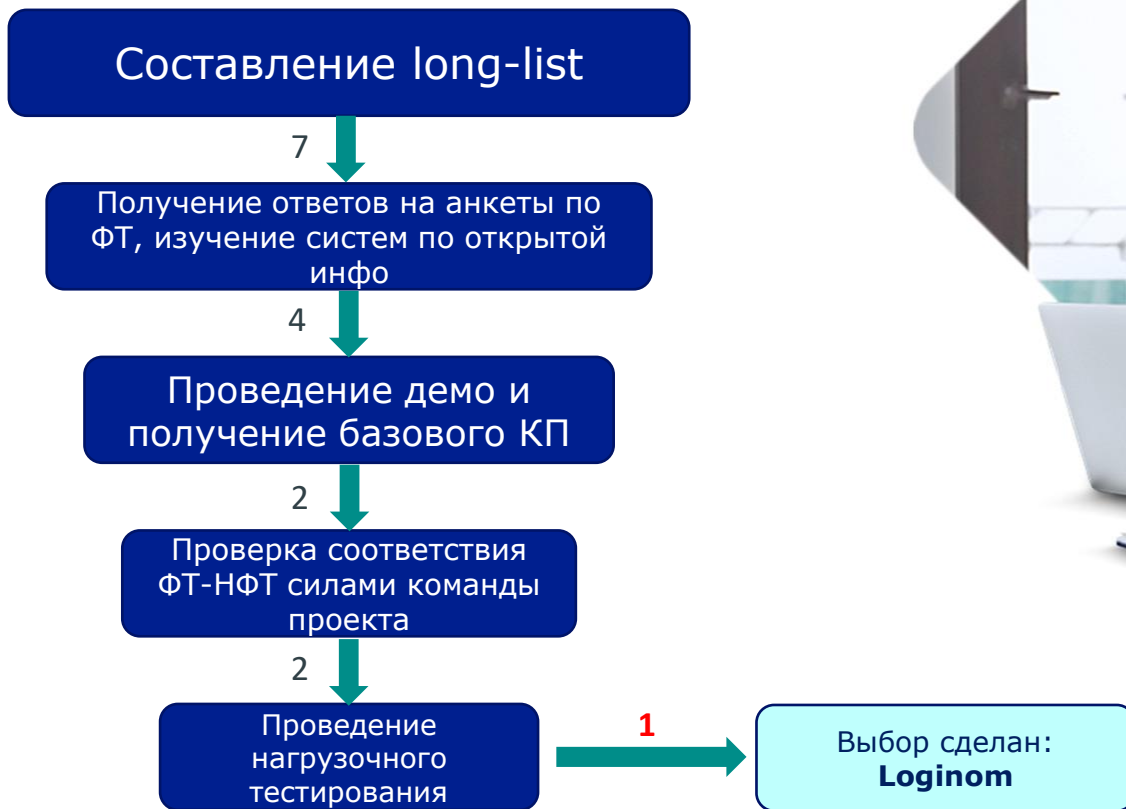 Составление long-list
7
Получение ответов на анкеты по
ФТ, изучение систем по открытой
инфо
4
Проведение демо и
получение базового КП
2
Проверка соответствия
ФТ-НФТ силами команды
проекта
2
Проведение
нагрузочного
тестирования
1
Выбор сделан:
Loginom